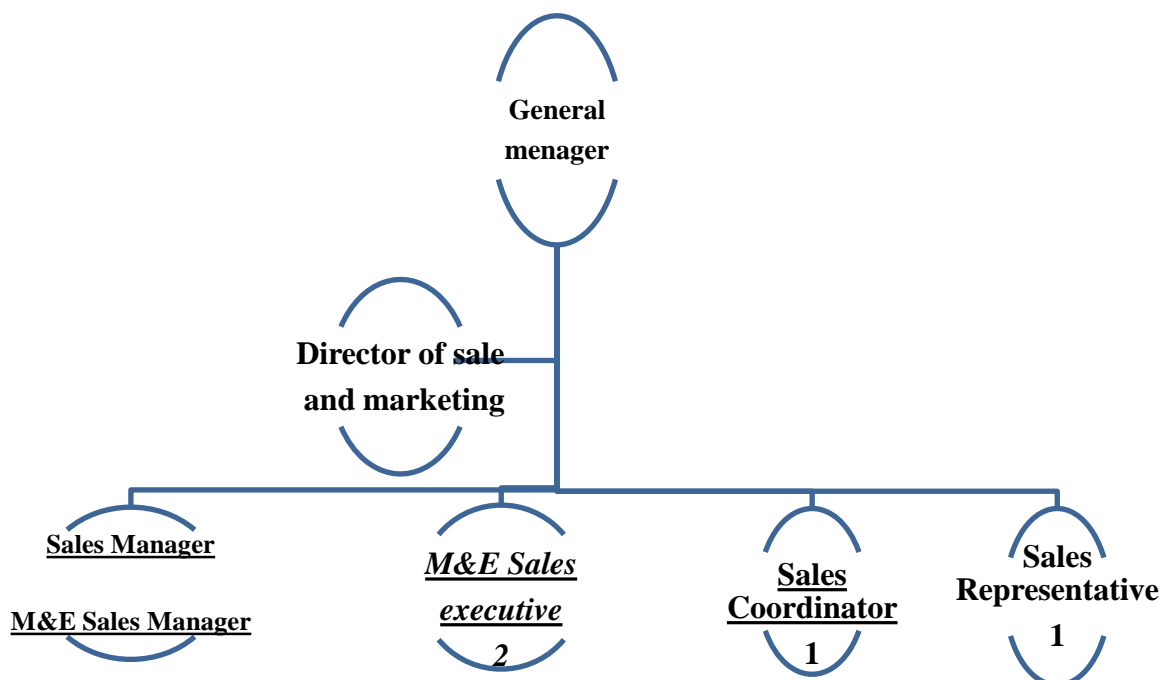 General
menager
Director of sale
and marketing
Sales Manager
M&E Sales Manager
M&E Sales
executive
2
Sales
Coordinator
1
Sales
Representative
1